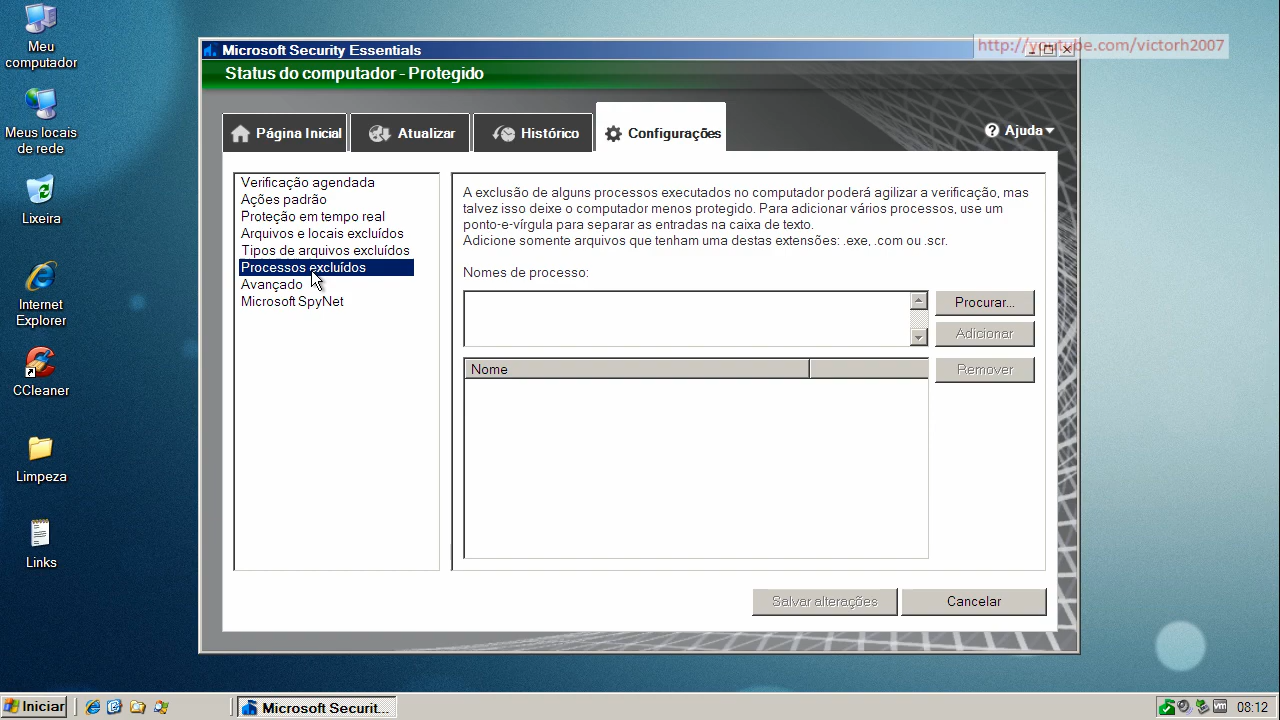 Meu
computador
Meus locais
de rede
Lixeira
Internet
Explorer
CCleaner
Limpeza
Links
Microsoft Security Essentials
http://youtube.com/victorh2007
Status do computador - Protegido
Página Inicial
Atualizar
Histórico
Configurações
Ajuda
Verificação agendada
Ações padrão
Proteção em tempo real
Arquivos e locais excluídos
Tipos de arquivos excluídos
Processos excluídos
Avançado
Microsoft SpyNet
A exclusão de alguns processos executados no computador poderá agilizar a verificação, mas
talvez isso deixe o computador menos protegido. Para adicionar vários processos, use um
ponto-e-vírgula para separar as entradas na caixa de texto.
Adicione somente arquivos que tenham uma destas extensões: .exe, .com ou .scr.
Nomes de processo:
Procurar...
Adicionar
Nome
Remover
Salvar alterações
Cancelar
Iniciar
Microsoft Securit...
08:12